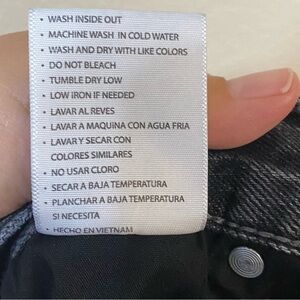 • WASH INSIDE OUT
• MACHINE WASH IN COLD WATER
• WASH AND DRY WITH LIKE COLORS
• DO NOT BLEACH
• TUMBLE DRY LOW
• LOW IRON IF NEEDED
• LAVAR AL REVES
• LAVAR A MAQUINA CON AGUA FRIA
• LAVAR Y SECAR CON
COLORES SIMILARES
• NO USAR CLORO
• SECAR A BAJA TEMPERATURA
• PLANCHAR A BAJA TEMPERATURA
SI NECESITA
• HECHO EN VIETNAM